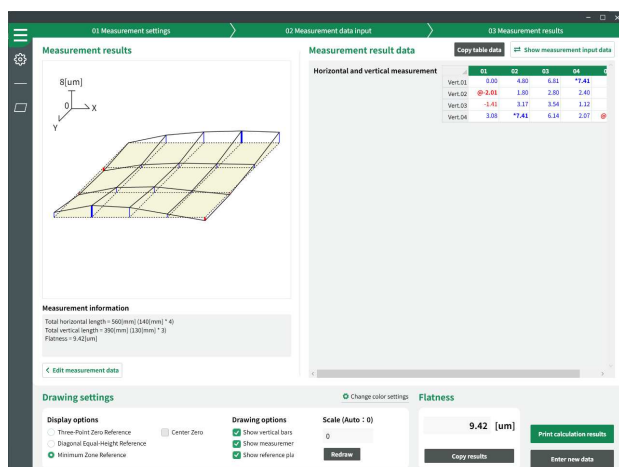 01 Measurement settings
02 Measurement data input
03 Measurement results
Measurement results
8[um]
0
X
Y
Measurement information
Total horizontal length = 560[mm] (140[mm] * 4)
Total vertical length = 390[mm] (130[mm] * 3)
Flatness = 9.42[um]
Edit measurement data
Measurement result data
Copy table data
Show measurement input data
Horizontal and vertical measurement
01 02 03 04 0
Vert.01 0.00 4.80 6.81 *7.41
Vert.02 @-2.01 1.80 2.80 2.40
Vert.03 -1.41 3.17 3.54 1.12
Vert.04 3.08 *7.41 6.14 2.07 @
Drawing settings
Change color settings
Display options
Three-Point Zero Reference
Center Zero
Diagonal Equal-Height Reference
Minimum Zone Reference
Drawing options
Show vertical bars
Show measuremer
Show reference pla
Scale (Auto : 0)
0
Redraw
Flatness
9.42 [um]
Copy results
Print calculation results
Enter new data